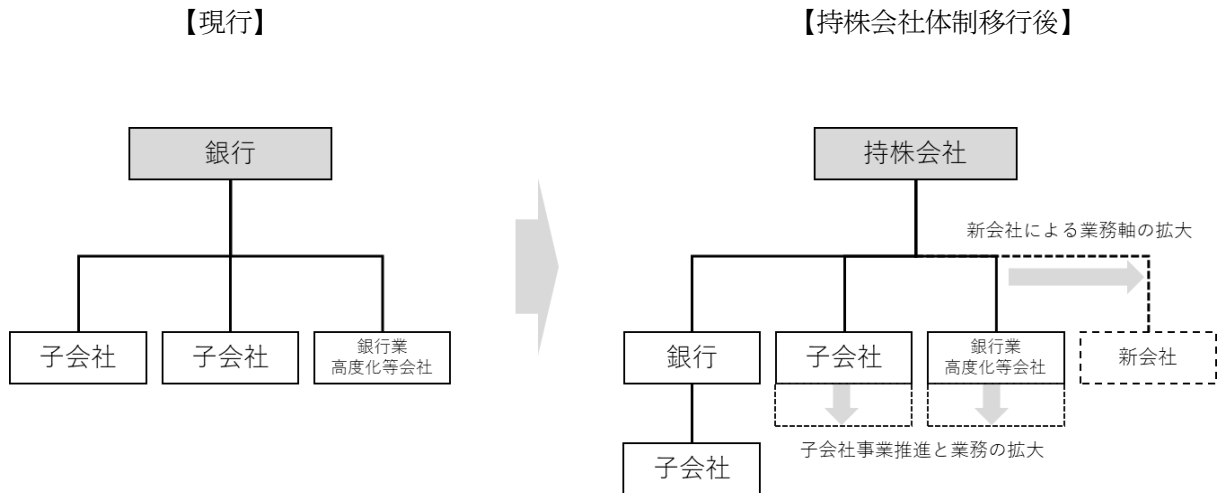 【現行】
【持株会社体制移行後】
銀行
持株会社
新会社による業務軸の拡大
子会社
子会社
銀行業
高度化等会社
銀行
子会社
銀行業
高度化等会社
新会社
子会社事業推進と業務の拡大
子会社